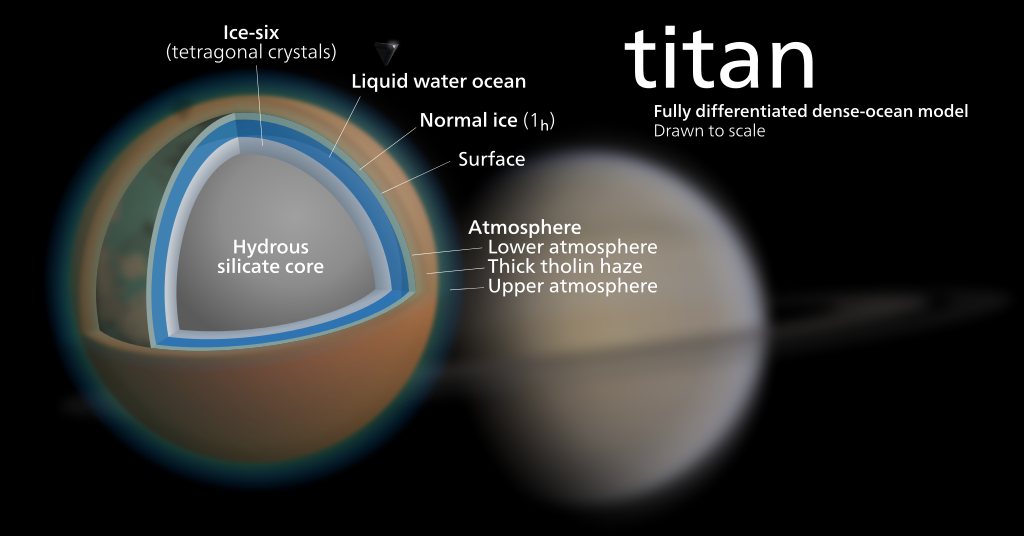 titan
Fully differentiated dense-ocean model
Drawn to scale
Ice-six
(tetragonal crystals)
Liquid water ocean
Normal ice (1h)
Surface
Atmosphere
Lower atmosphere
Thick tholin haze
Upper atmosphere
Hydrous
silicate core